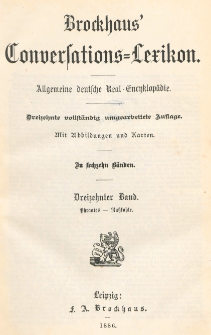 Brockhaus'
Conversations=Lexikon.
Allgemeine deutsche Real-Encyklopädie.
Dreizehnte vollständig umgearbeitete Auflage.
Mit Abbildungen und Karten.
In sechzehn Bänden.
Dreizehnter Band.
Leipzig:
F. A. Brockhaus.
1886.